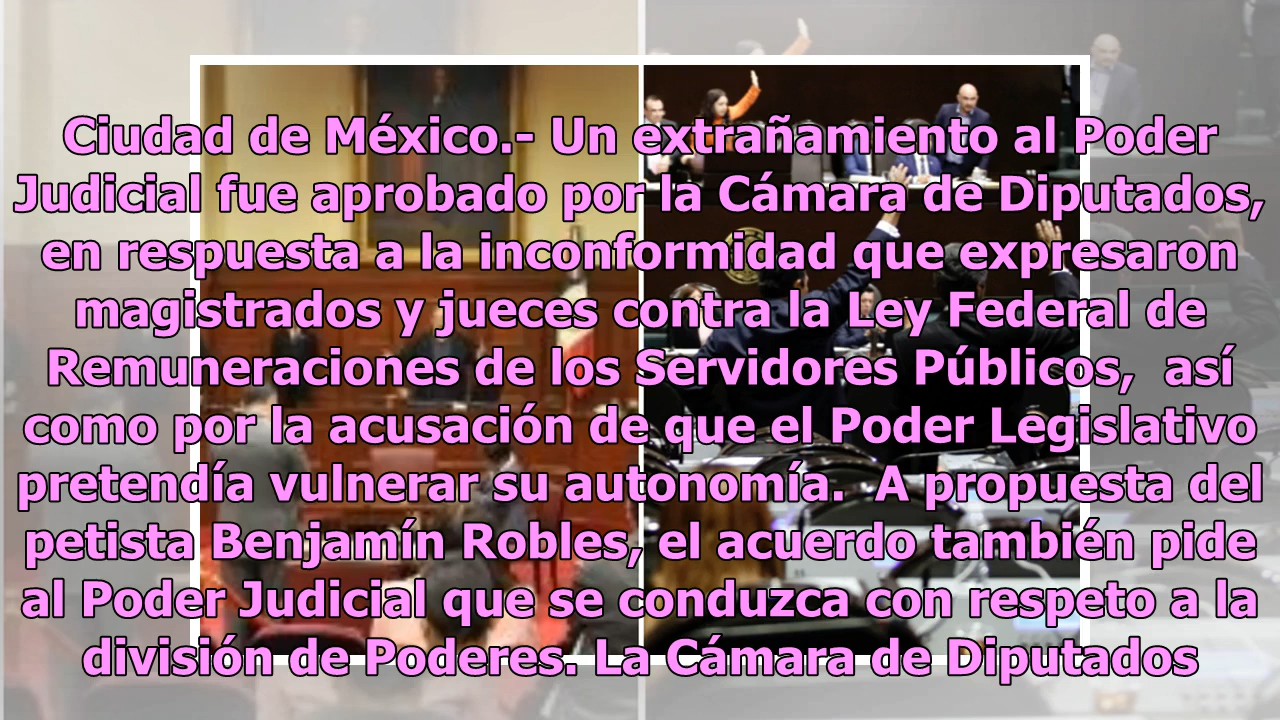 Ciudad de México.- Un extrañamiento al Poder
Judicial fue aprobado por la Cámara de Diputados,
en respuesta a la inconformidad que expresaron
magistrados y jueces contra la Ley Federal de
Remuneraciones de los Servidores Públicos,  así
como por la acusación de que el Poder Legislativo
pretendía vulnerar su autonomía.  A propuesta del
petista Benjamín Robles, el acuerdo también pide
al Poder Judicial que se conduzca con respeto a la
división de Poderes. La Cámara de Diputados